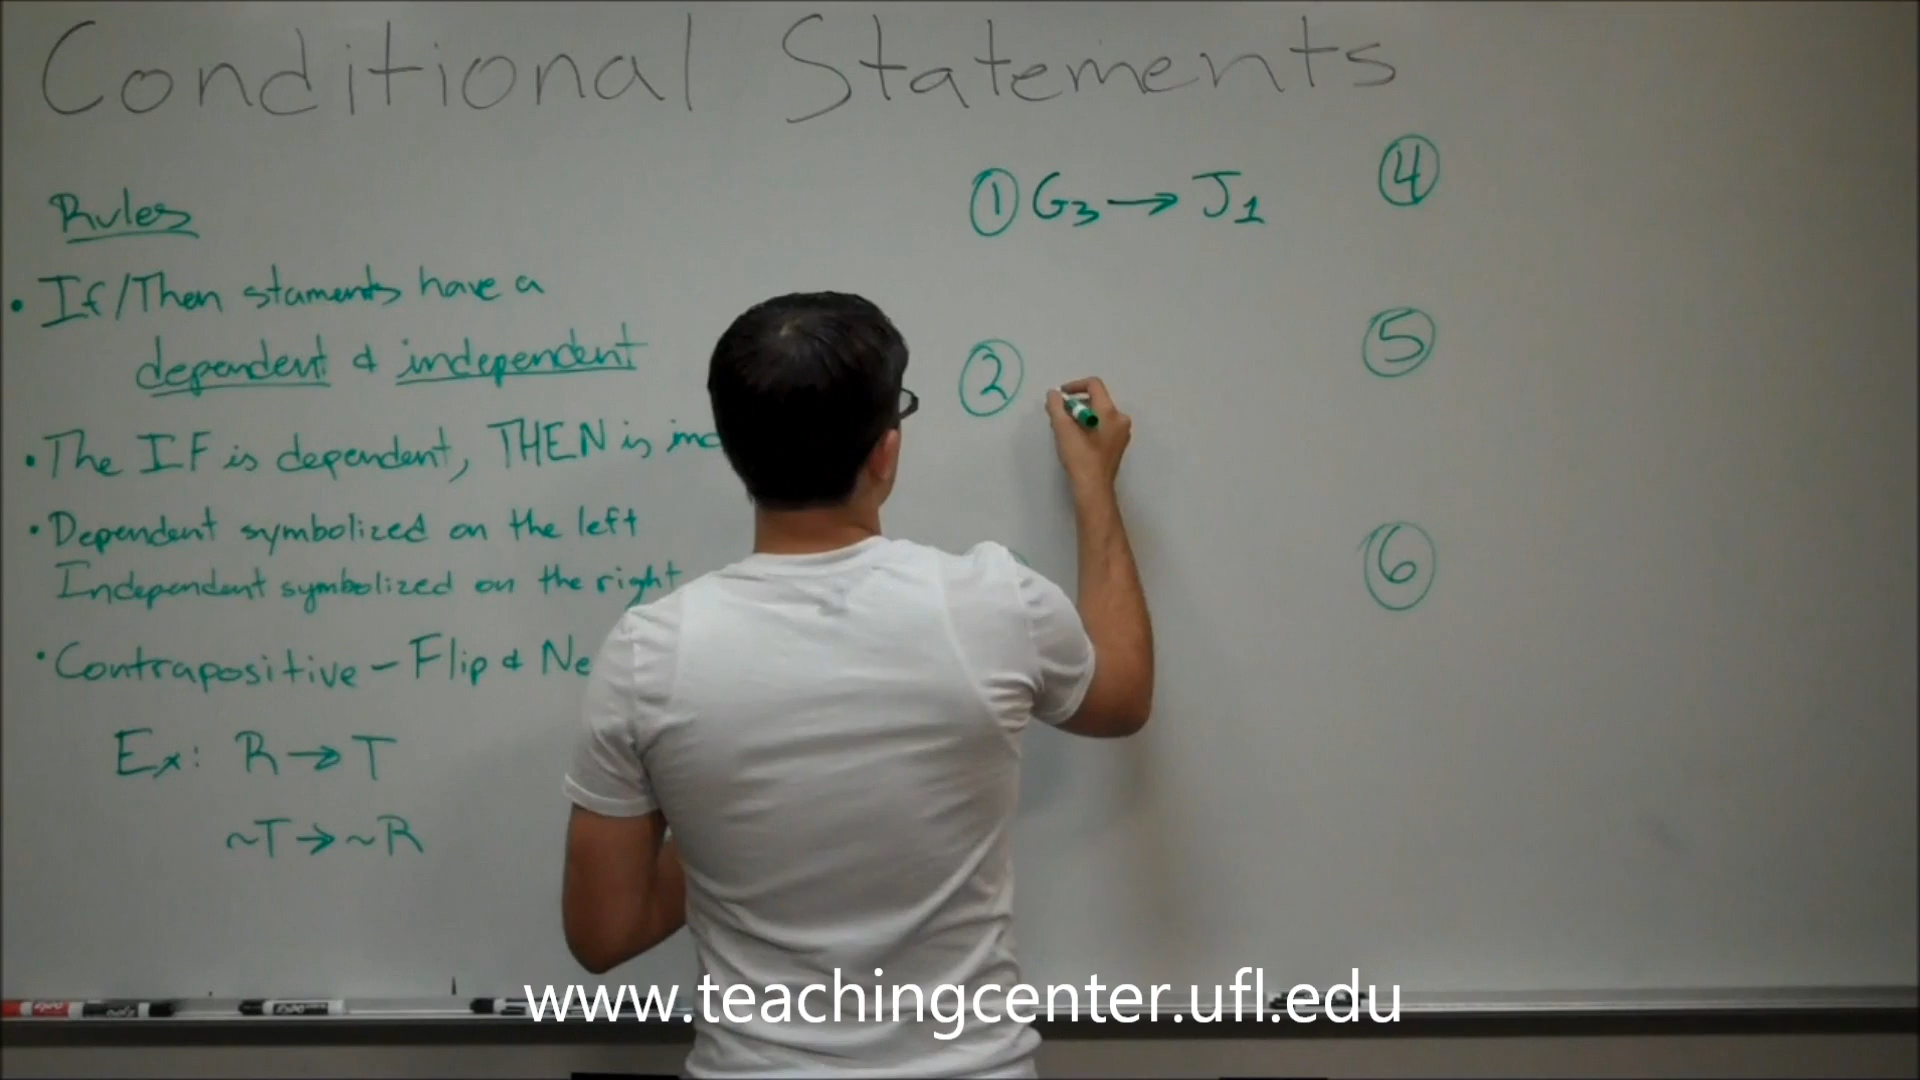 Conditional Statements
Rules
• If/Then staments have a
dependent & independent
• The IF is dependent, THEN is
• Dependent symbolized on the left
Independent symbolized on the right
• Contrapositive - Flip &
Ex: R → T
~T → ~R
① G3 → J1
②
④
⑤
⑥
www.teachingcenter.ufl.edu